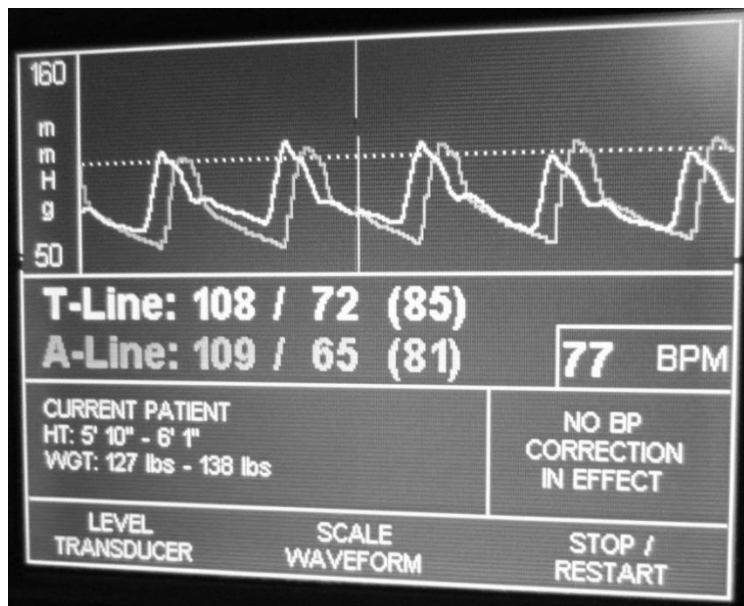 160
m
m
H
g
50
T-Line: 108 / 72 (85)
A-Line: 109 / 65 (81)
77 BPM
CURRENT PATIENT
HT: 5' 10" - 6' 1"
WGT: 127 lbs - 138 lbs
NO BP
CORRECTION
IN EFFECT
LEVEL
TRANSDUCER
SCALE
WAVEFORM
STOP /
RESTART